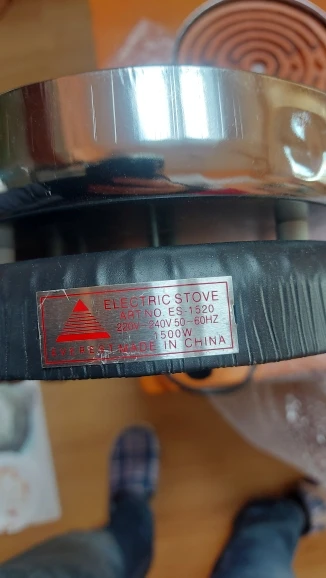 ELECTRIC STOVE
ART.NO. ES-1520
220V-240V 50-60HZ
1500W
MADE IN CHINA